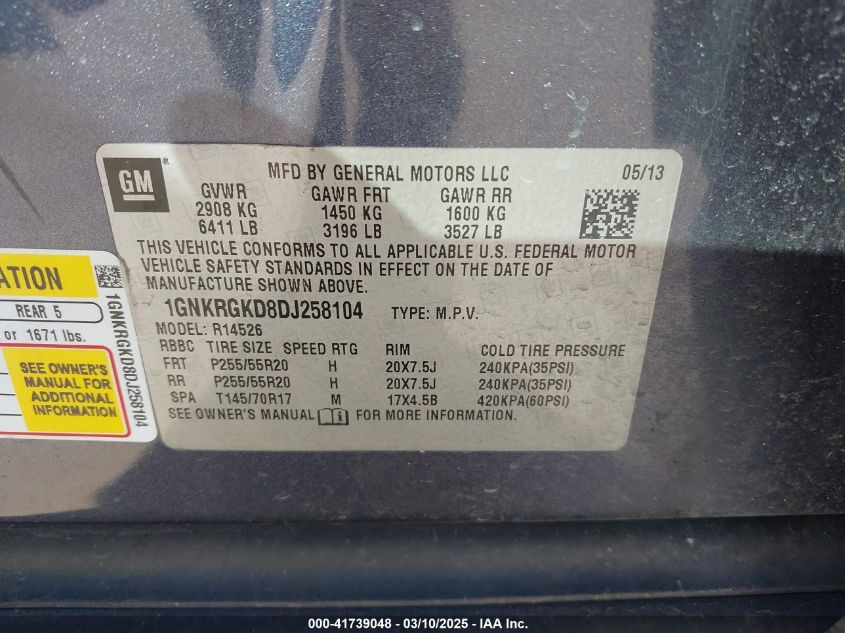 GM ®
MFD BY GENERAL MOTORS LLC 05/13
GVWR GAWR FRT GAWR RR
2908 KG 1450 KG 1600 KG
6411 LB 3196 LB 3527 LB
THIS VEHICLE CONFORMS TO ALL APPLICABLE U.S. FEDERAL MOTOR
VEHICLE SAFETY STANDARDS IN EFFECT ON THE DATE OF
MANUFACTURE SHOWN ABOVE.
1GNKRGKD8DJ258104 TYPE: M.P.V.
MODEL: R14526
RBBC TIRE SIZE SPEED RTG RIM COLD TIRE PRESSURE
FRT P255/55R20 H 20X7.5J 240KPA(35PSI)
RR P255/55R20 H 20X7.5J 240KPA(35PSI)
SPA T145/70R17 M 17X4.5B 420KPA(60PSI)
SEE OWNER'S MANUAL i FOR MORE INFORMATION.
ATION
REAR 5
or 1671 lbs.
SEE OWNER'S
MANUAL FOR
ADDITIONAL
INFORMATION
1GNKRGKD8DJ258104
000-41739048 - 03/10/2025 - IAA Inc.